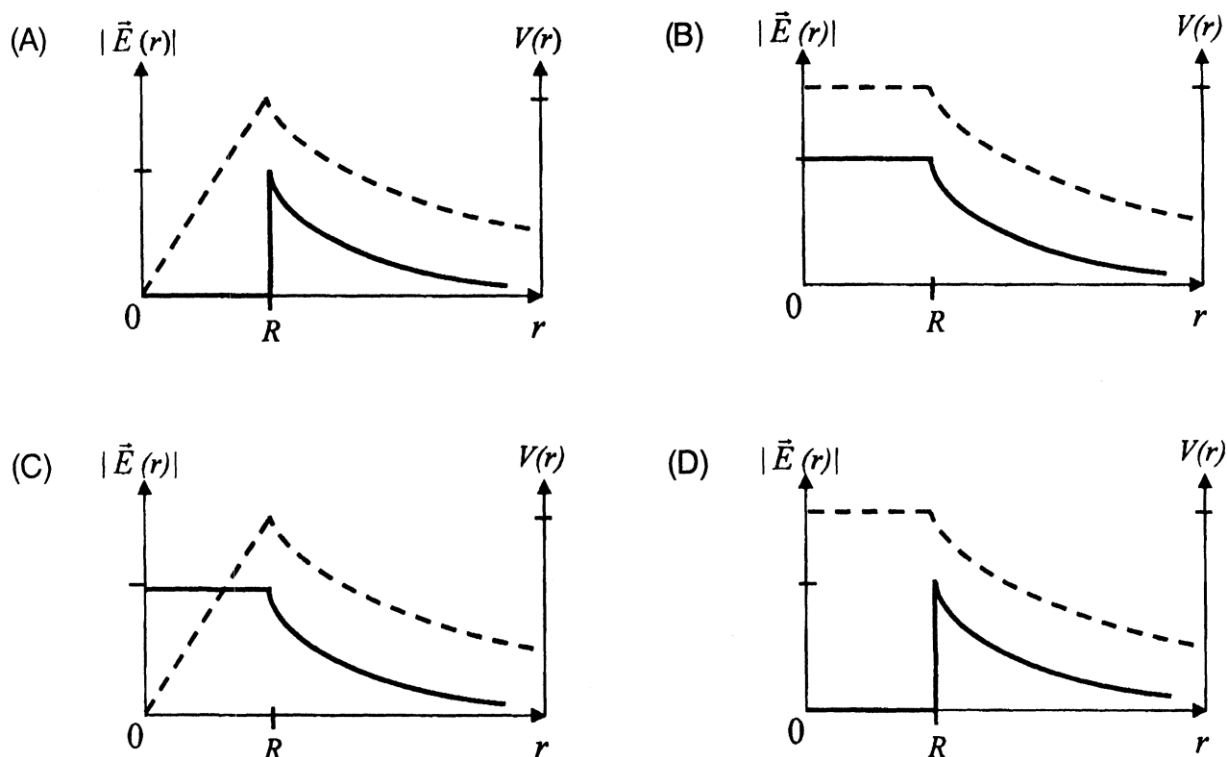 (A) | E⃗ (r)| V(r)
0 R r
(B) | E⃗ (r)| V(r)
0 R r
(C) | E⃗ (r)| V(r)
0 R r
(D) | E⃗ (r)| V(r)
0 R r